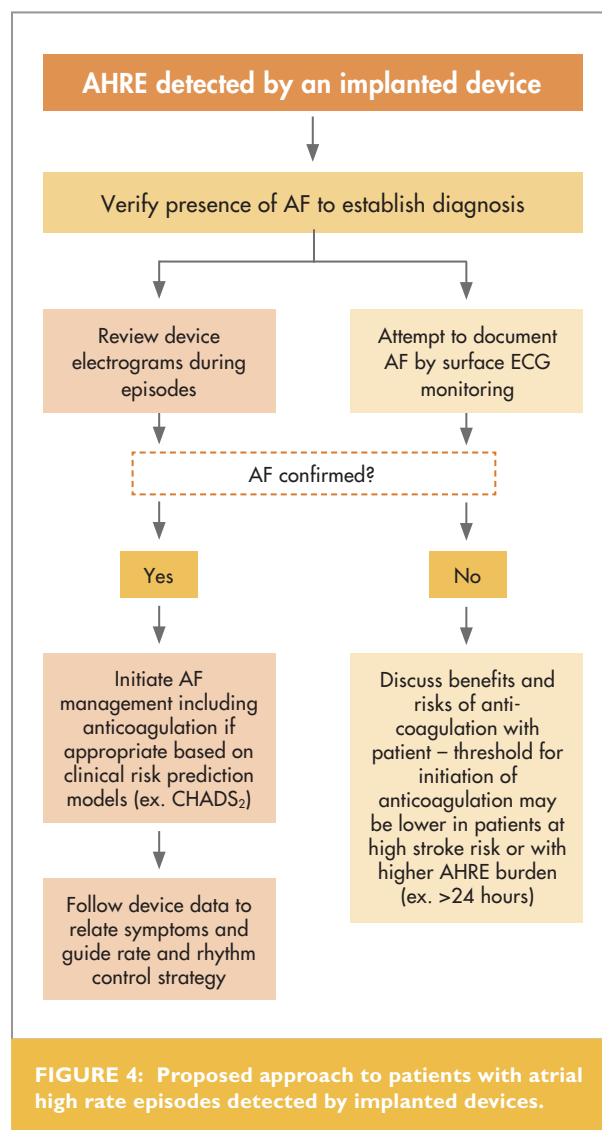 AHRE detected by an implanted device
Verify presence of AF to establish diagnosis
Review device
electrograms during
episodes
Attempt to document
AF by surface ECG
monitoring
AF confirmed?
Yes
No
Initiate AF
management including
anticoagulation if
appropriate based on
clinical risk prediction
models (ex. CHADS₂)
Discuss benefits and
risks of anti-
coagulation with
patient – threshold for
initiation of
anticoagulation may
be lower in patients at
high stroke risk or with
higher AHRE burden
(ex. >24 hours)
Follow device data to
relate symptoms and
guide rate and rhythm
control strategy
FIGURE 4: Proposed approach to patients with atrial
high rate episodes detected by implanted devices.